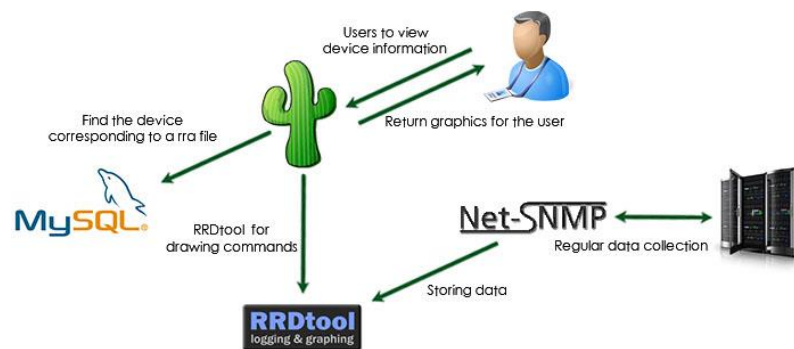 Users to view
device information
Find the device
corresponding to a rra file
Return graphics for the user
MySQL®
RRDtool for
drawing commands
Net-SNMP
Regular data collection
Storing data
RRDtool
logging & graphing